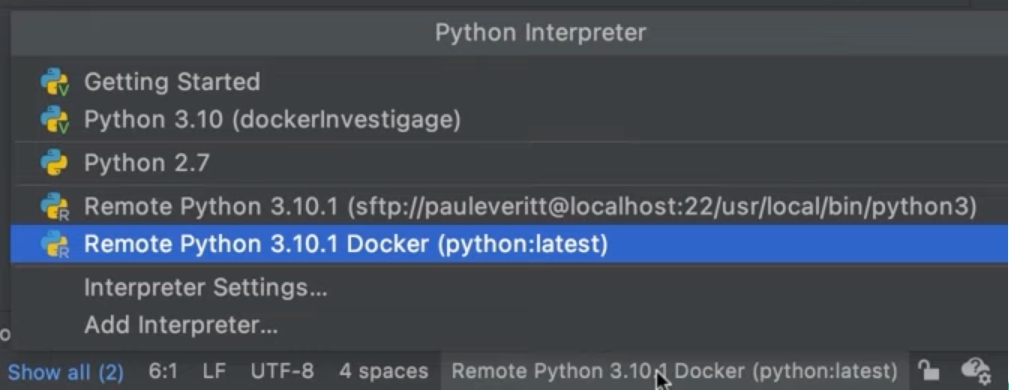 Python Interpreter
Getting Started
Python 3.10 (dockerInvestigage)
Python 2.7
Remote Python 3.10.1 (sftp://pauleveritt@localhost:22/usr/local/bin/python3)
Remote Python 3.10.1 Docker (python:latest)
Interpreter Settings...
Add Interpreter...
o
Show all (2) 6:1 LF UTF-8 4 spaces Remote Python 3.10.1 Docker (python:latest)